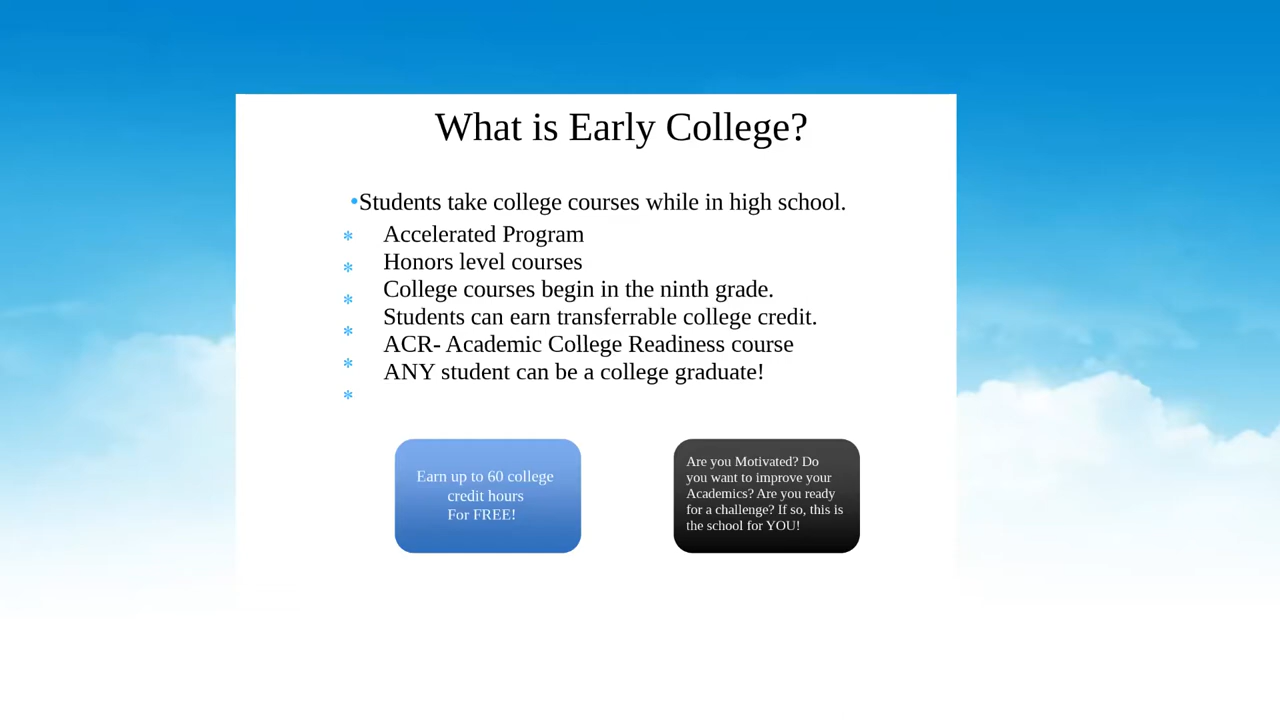 What is Early College?
•Students take college courses while in high school.
* Accelerated Program
* Honors level courses
* College courses begin in the ninth grade.
* Students can earn transferrable college credit.
* ACR- Academic College Readiness course
* ANY student can be a college graduate!
Earn up to 60 college
credit hours
For FREE!
Are you Motivated? Do
you want to improve your
Academics? Are you ready
for a challenge? If so, this is
the school for YOU!